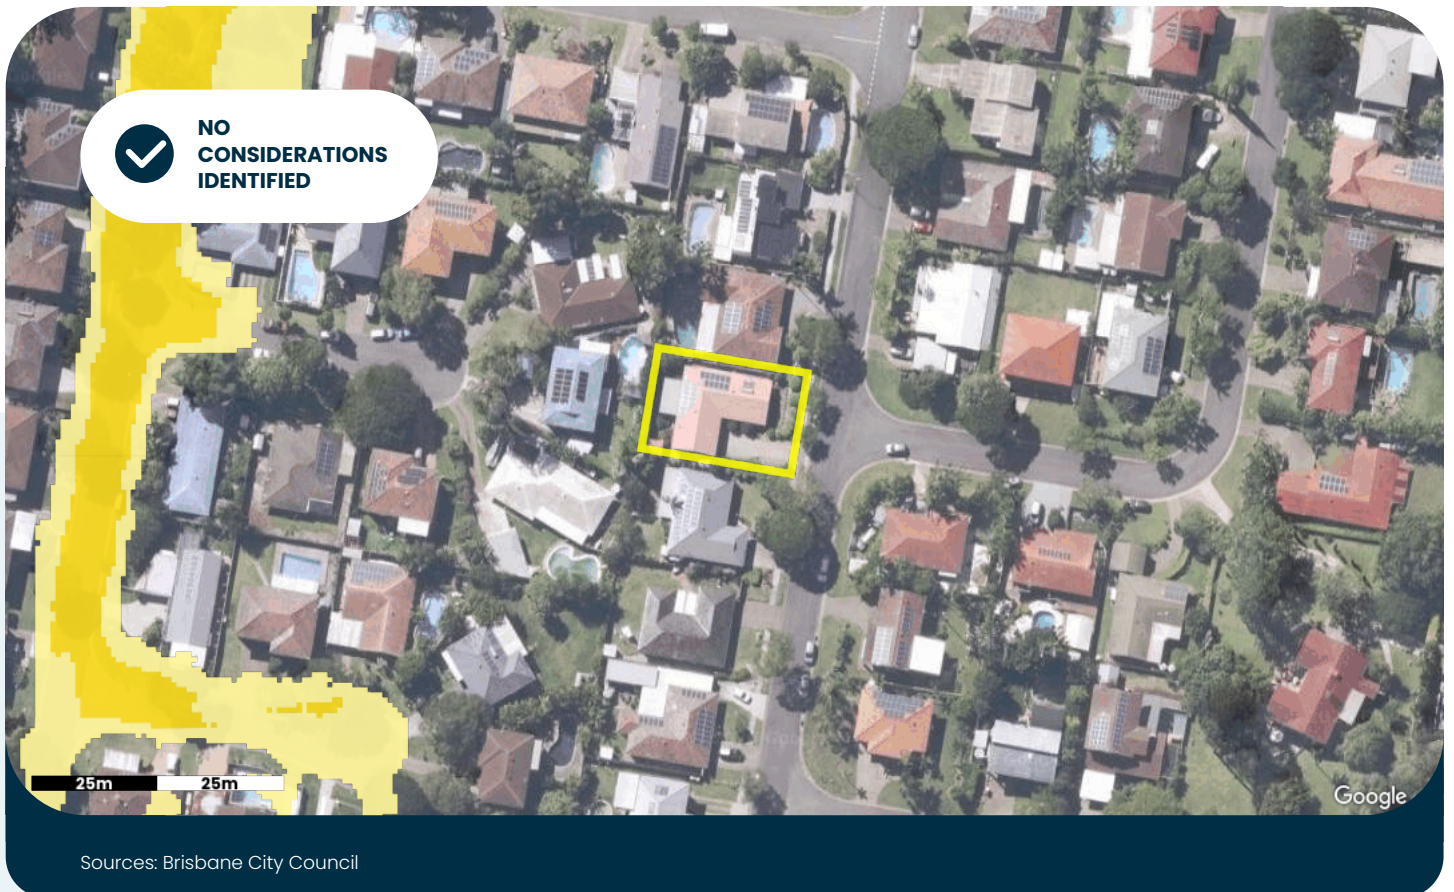 NO
CONSIDERATIONS
IDENTIFIED
25m 25m
Google
Sources: Brisbane City Council